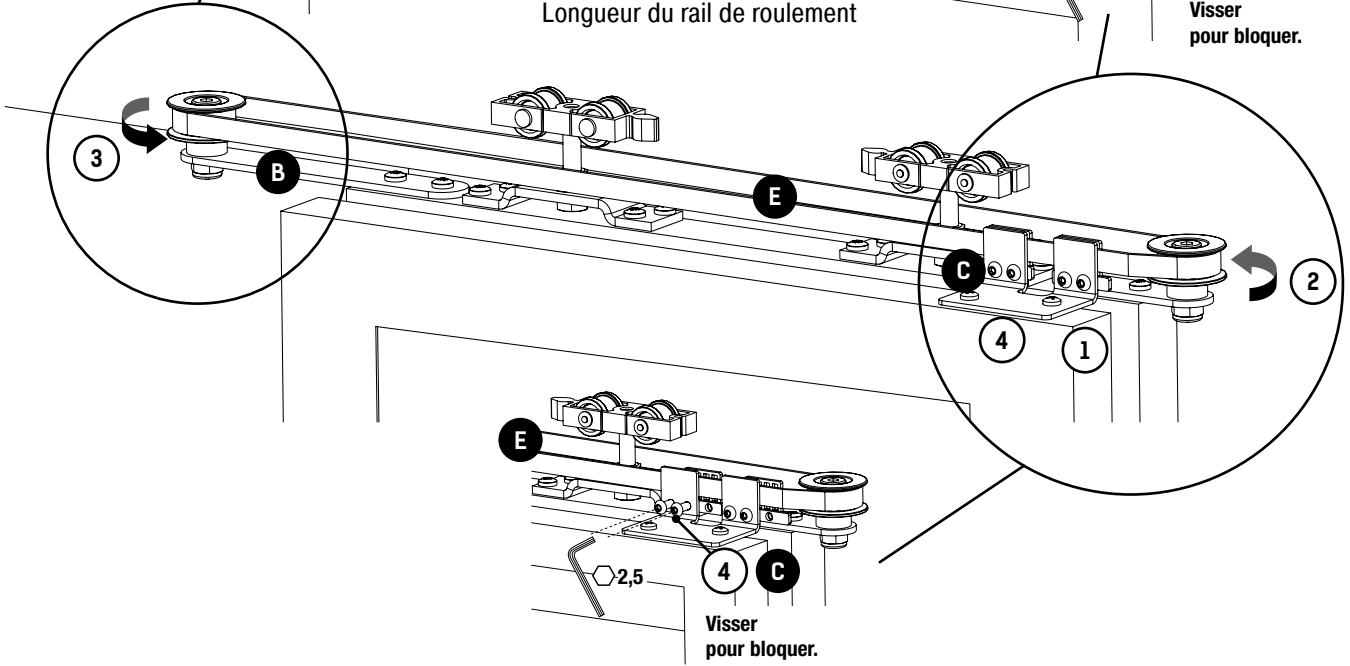 Longueur du rail de roulement
Visser
pour bloquer.
3
B
E
C
2
4
1
E
2,5
4
C
Visser
pour bloquer.